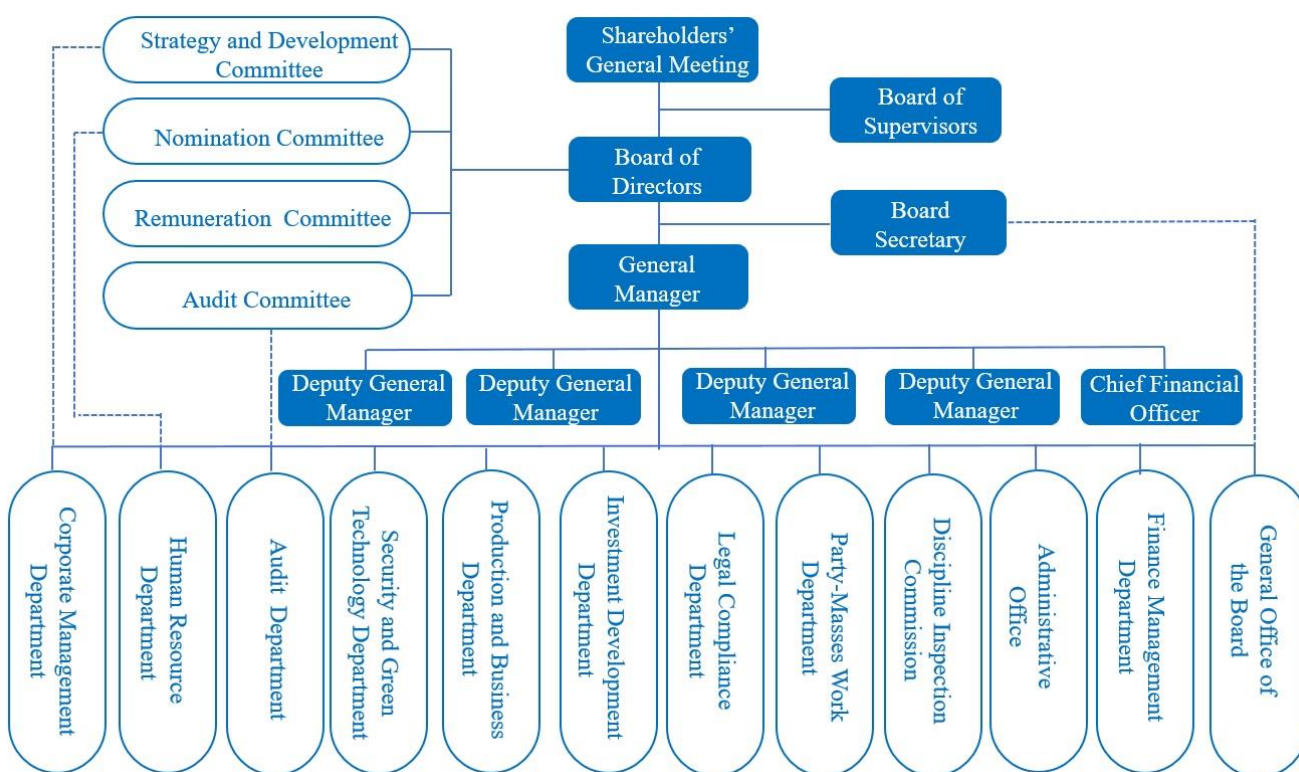 Strategy and Development
Committee
Nomination Committee
Remuneration Committee
Audit Committee
Shareholders’
General Meeting
Board of
Supervisors
Board of
Directors
Board
Secretary
General
Manager
Deputy General
Manager
Deputy General
Manager
Deputy General
Manager
Deputy General
Manager
Chief Financial
Officer
Corporate Management
Department
Human Resource
Department
Audit Department
Security and Green
Technology Department
Production and Business
Department
Investment Development
Department
Legal Compliance
Department
Party-Masses Work
Department
Discipline Inspection
Commission
Administrative
Office
Finance Management
Department
General Office of
the Board